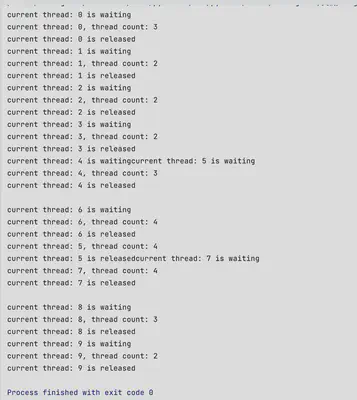 current thread: 0 is waiting
current thread: 0, thread count: 3
current thread: 0 is released
current thread: 1 is waiting
current thread: 1, thread count: 2
current thread: 1 is released
current thread: 2 is waiting
current thread: 2, thread count: 2
current thread: 2 is released
current thread: 3 is waiting
current thread: 3, thread count: 2
current thread: 3 is released
current thread: 4 is waitingcurrent thread: 5 is waiting
current thread: 4, thread count: 3
current thread: 4 is released
current thread: 6 is waiting
current thread: 6, thread count: 4
current thread: 6 is released
current thread: 5, thread count: 4
current thread: 5 is releasedcurrent thread: 7 is waiting
current thread: 7, thread count: 4
current thread: 7 is released
current thread: 8 is waiting
current thread: 8, thread count: 3
current thread: 8 is released
current thread: 9 is waiting
current thread: 9, thread count: 2
current thread: 9 is released
Process finished with exit code 0